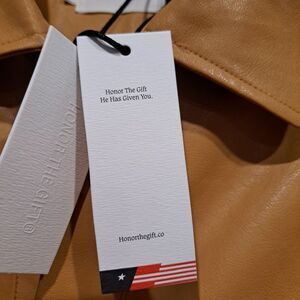 Honor The Gift
He Has Given You.
HONOR THE GIFT©
Honorthegift.co